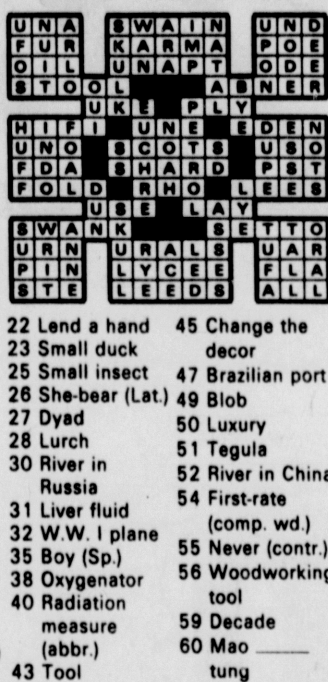 UNA SWAIN UND
FUR KARMA POE
OIL UNAPT ODE
STOOL ABNER
UKE PLY
HIFI UNE EDEN
UNO SCOTS USO
FDA SHARD PST
FOLD RHO LEES
USE LAY
SWANK SETTO
URN URALS UAR
PIN LYCEE FLA
STE LEEDS ALL
22 Lend a hand
23 Small duck
25 Small insect
26 She-bear (Lat.)
27 Dyad
28 Lurch
30 River in
Russia
31 Liver fluid
32 W.W. I plane
35 Boy (Sp.)
38 Oxygenator
40 Radiation
measure
(abbr.)
43 Tool
45 Change the
decor
47 Brazilian port
49 Blob
50 Luxury
51 Tegula
52 River in China
54 First-rate
(comp. wd.)
55 Never (contr.)
56 Woodworking
tool
59 Decade
60 Mao ____
tung